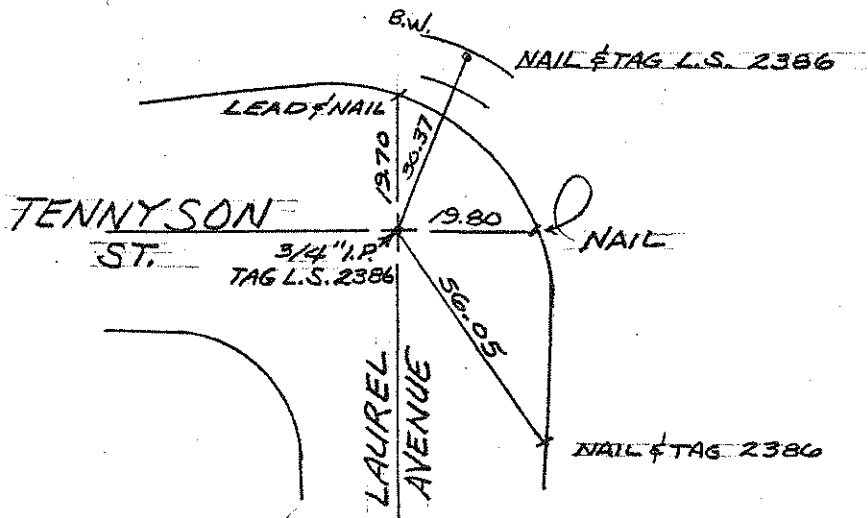 B.W.
NAIL & TAG L.S. 2386
LEAD & NAIL
19.70
30.37
TENNYSON
ST.
19.80
NAIL
3/4" I.P.
TAG L.S. 2386
56.05
LAUREL
AVENUE
NAIL & TAG 2386